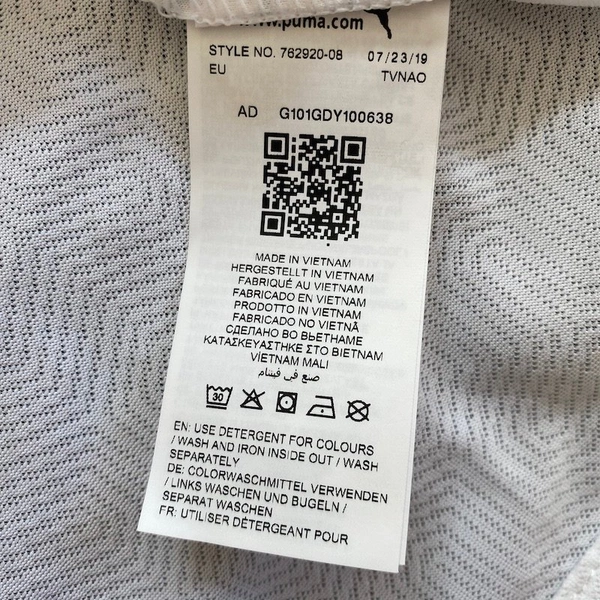 www.puma.com
STYLE NO. 762920-08 07/23/19
EU TVNAO
AD G101GDY100638
MADE IN VIETNAM
HERGESTELLT IN VIETNAM
FABRIQUÉ AU VIETNAM
FABRICADO EN VIETNAM
PRODOTTO IN VIETNAM
FABRICADO NO VIETNÃ
СДЕЛАНО ВО ВЬЕТНАМЕ
ΚΑΤΑΣΚΕΥΑΣΤΗΚΕ ΣΤΟ ΒΙΕΤΝΑΜ
VİETNAM MALI
صنع في فيتنام
30
EN: USE DETERGENT FOR COLOURS
/ WASH AND IRON INSIDE OUT / WASH
SEPARATELY
DE: COLORWASCHMITTEL VERWENDEN
/ LINKS WASCHEN UND BÜGELN /
SEPARAT WASCHEN
FR: UTILISER DÉTERGEANT POUR